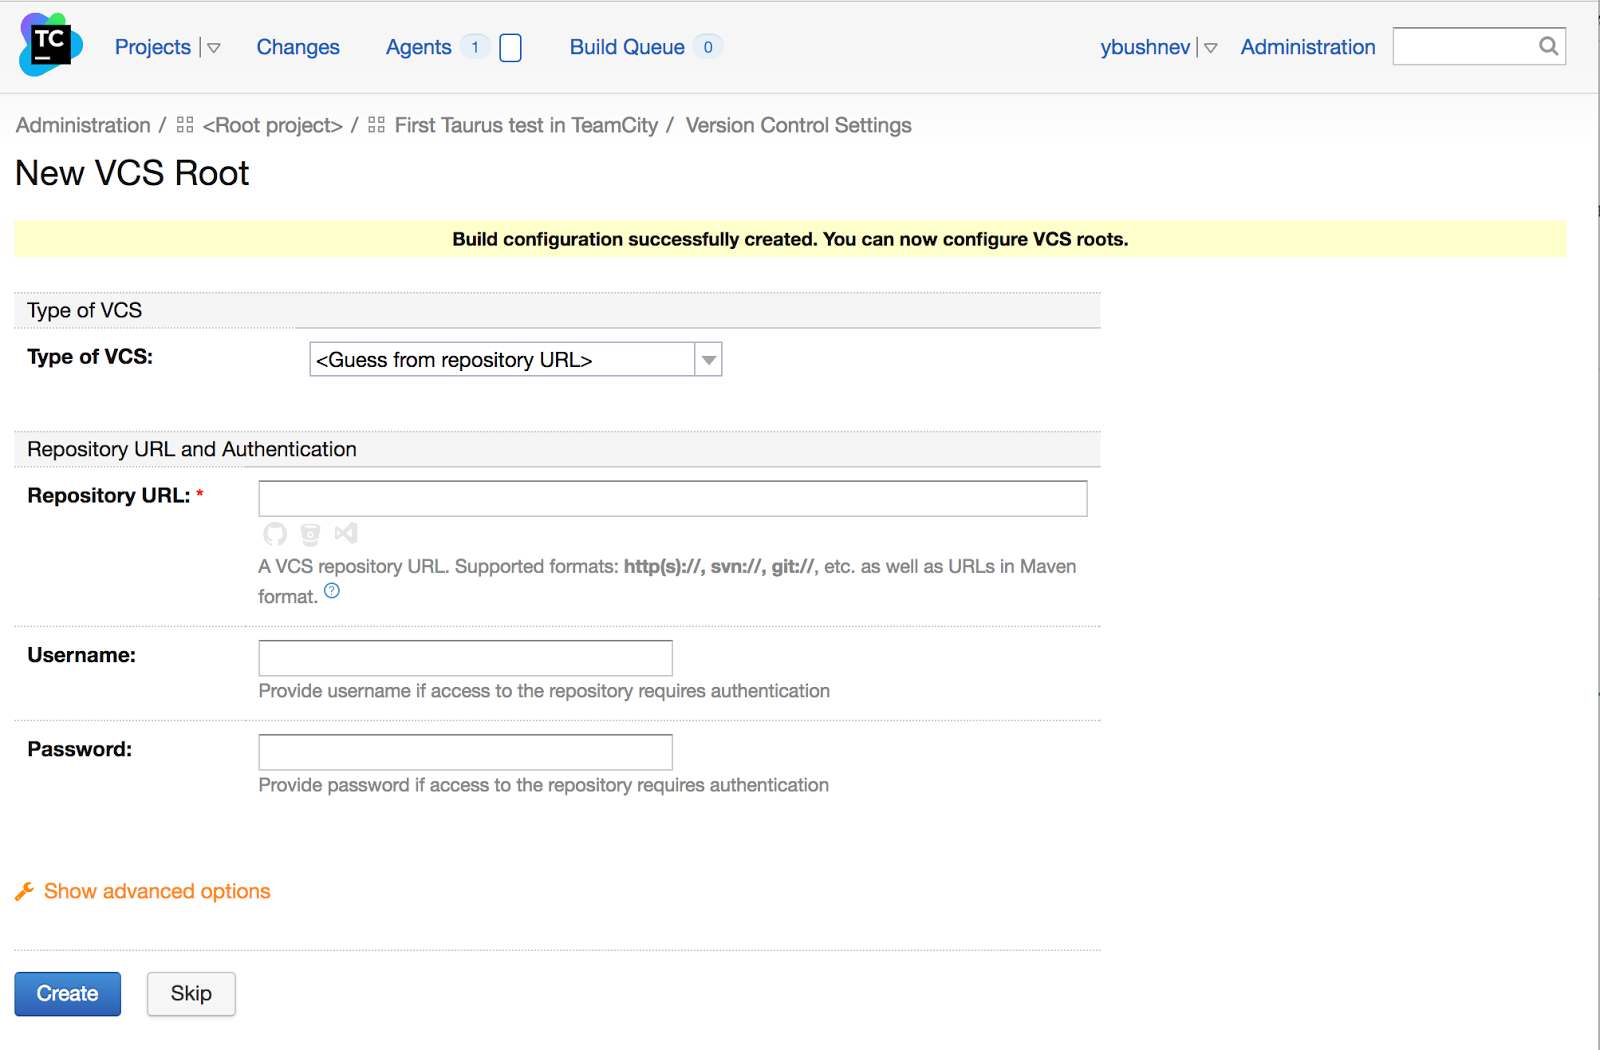 TC Projects Changes Agents 1 Build Queue 0 ybushnev Administration
Administration / <Root project> / First Taurus test in TeamCity / Version Control Settings
New VCS Root
Build configuration successfully created. You can now configure VCS roots.
Type of VCS
Type of VCS: <Guess from repository URL>
Repository URL and Authentication
Repository URL: *
A VCS repository URL. Supported formats: http(s)://, svn://, git://, etc. as well as URLs in Maven
format. ?
Username:
Provide username if access to the repository requires authentication
Password:
Provide password if access to the repository requires authentication
Show advanced options
Create Skip